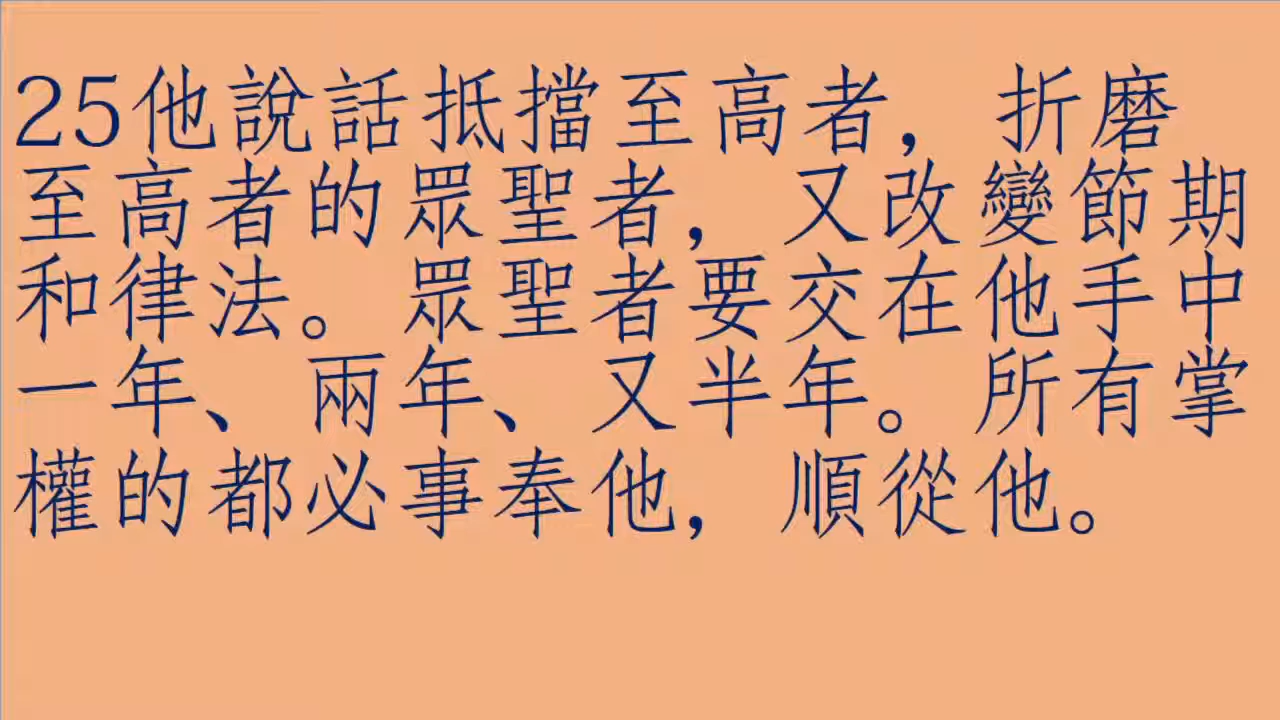 25他說話抵擋至高者，折磨
至高者的眾聖者，又改變節期
和律法。眾聖者要交在他手中
一年、兩年、又半年。所有掌
權的都必事奉他，順從他。